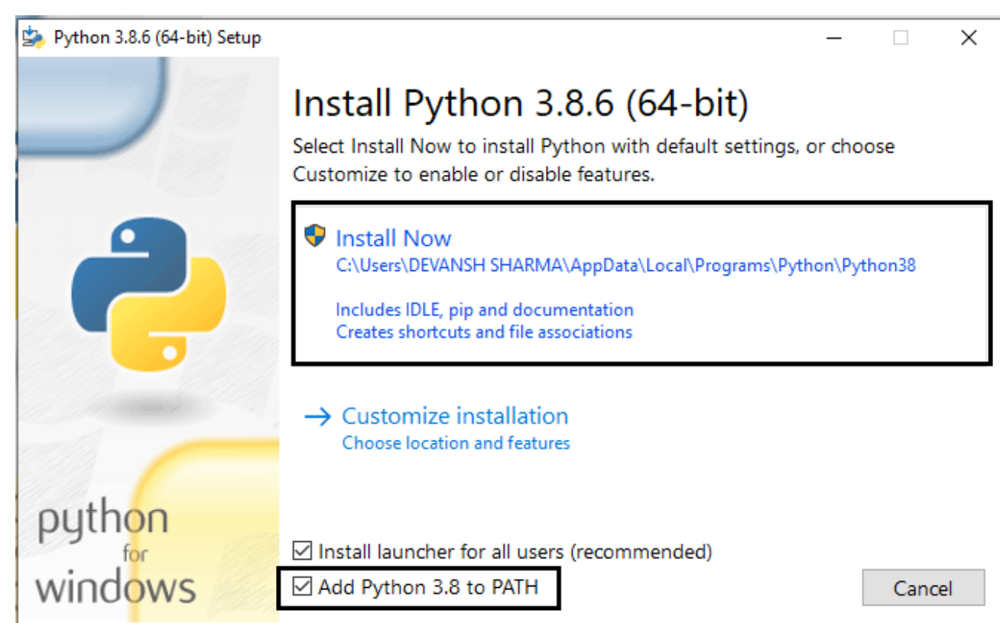 Python 3.8.6 (64-bit) Setup
Install Python 3.8.6 (64-bit)
Select Install Now to install Python with default settings, or choose
Customize to enable or disable features.
Install Now
C:\Users\DEVANSH SHARMA\AppData\Local\Programs\Python\Python38
Includes IDLE, pip and documentation
Creates shortcuts and file associations
→ Customize installation
Choose location and features
python
for
windows
Install launcher for all users (recommended)
Add Python 3.8 to PATH
Cancel